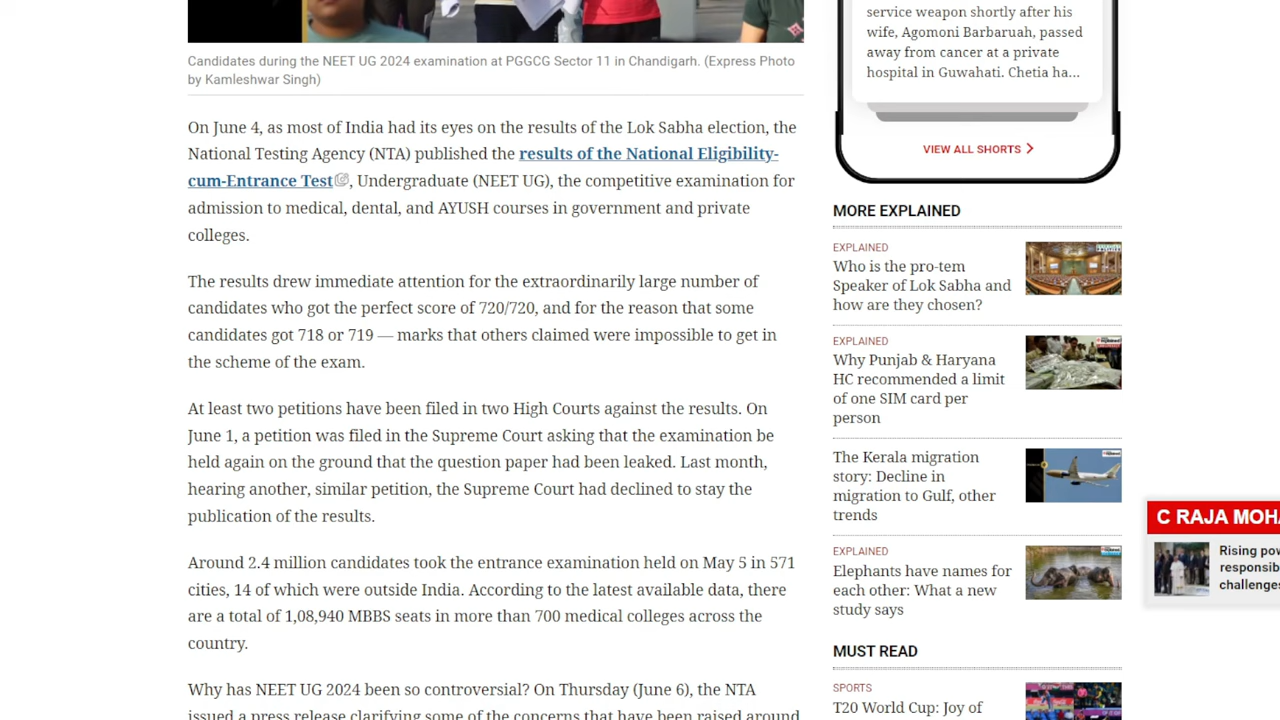 Candidates during the NEET UG 2024 examination at PGGCG Sector 11 in Chandigarh. (Express Photo
by Kamleshwar Singh)
On June 4, as most of India had its eyes on the results of the Lok Sabha election, the
National Testing Agency (NTA) published the results of the National Eligibility-
cum-Entrance Test, Undergraduate (NEET UG), the competitive examination for
admission to medical, dental, and AYUSH courses in government and private
colleges.
The results drew immediate attention for the extraordinarily large number of
candidates who got the perfect score of 720/720, and for the reason that some
candidates got 718 or 719 — marks that others claimed were impossible to get in
the scheme of the exam.
At least two petitions have been filed in two High Courts against the results. On
June 1, a petition was filed in the Supreme Court asking that the examination be
held again on the ground that the question paper had been leaked. Last month,
hearing another, similar petition, the Supreme Court had declined to stay the
publication of the results.
Around 2.4 million candidates took the entrance examination held on May 5 in 571
cities, 14 of which were outside India. According to the latest available data, there
are a total of 1,08,940 MBBS seats in more than 700 medical colleges across the
country.
Why has NEET UG 2024 been so controversial? On Thursday (June 6), the NTA
issued a press release clarifying some of the concerns that have been raised around
service weapon shortly after his
wife, Agomoni Barbaruah, passed
away from cancer at a private
hospital in Guwahati. Chetia ha...
VIEW ALL SHORTS
MORE EXPLAINED
EXPLAINED
Who is the pro-tem
Speaker of Lok Sabha and
how are they chosen?
EXPLAINED
Why Punjab & Haryana
HC recommended a limit
of one SIM card per
person
The Kerala migration
story: Decline in
migration to Gulf, other
trends
EXPLAINED
Elephants have names for
each other: What a new
study says
MUST READ
SPORTS
T20 World Cup: Joy of
C RAJA MOHA
Rising pow
responsib
challenges